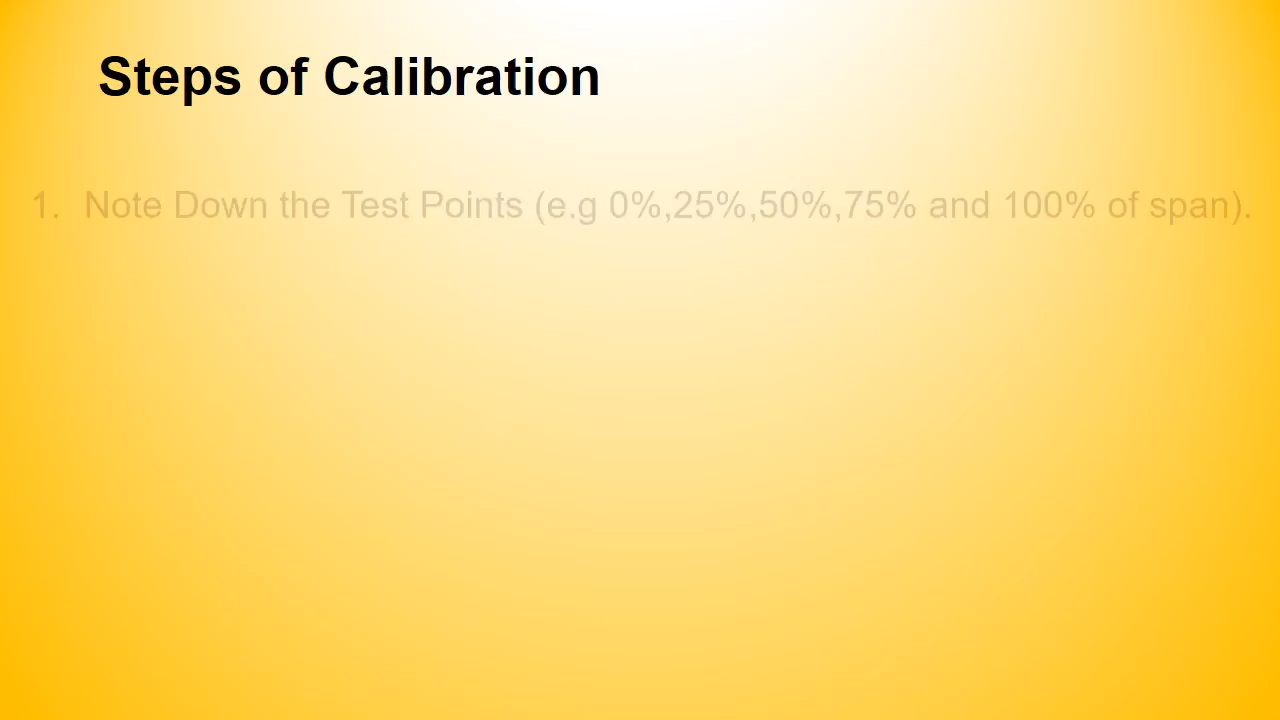 Steps of Calibration
1. Note Down the Test Points (e.g 0%,25%,50%,75% and 100% of span).